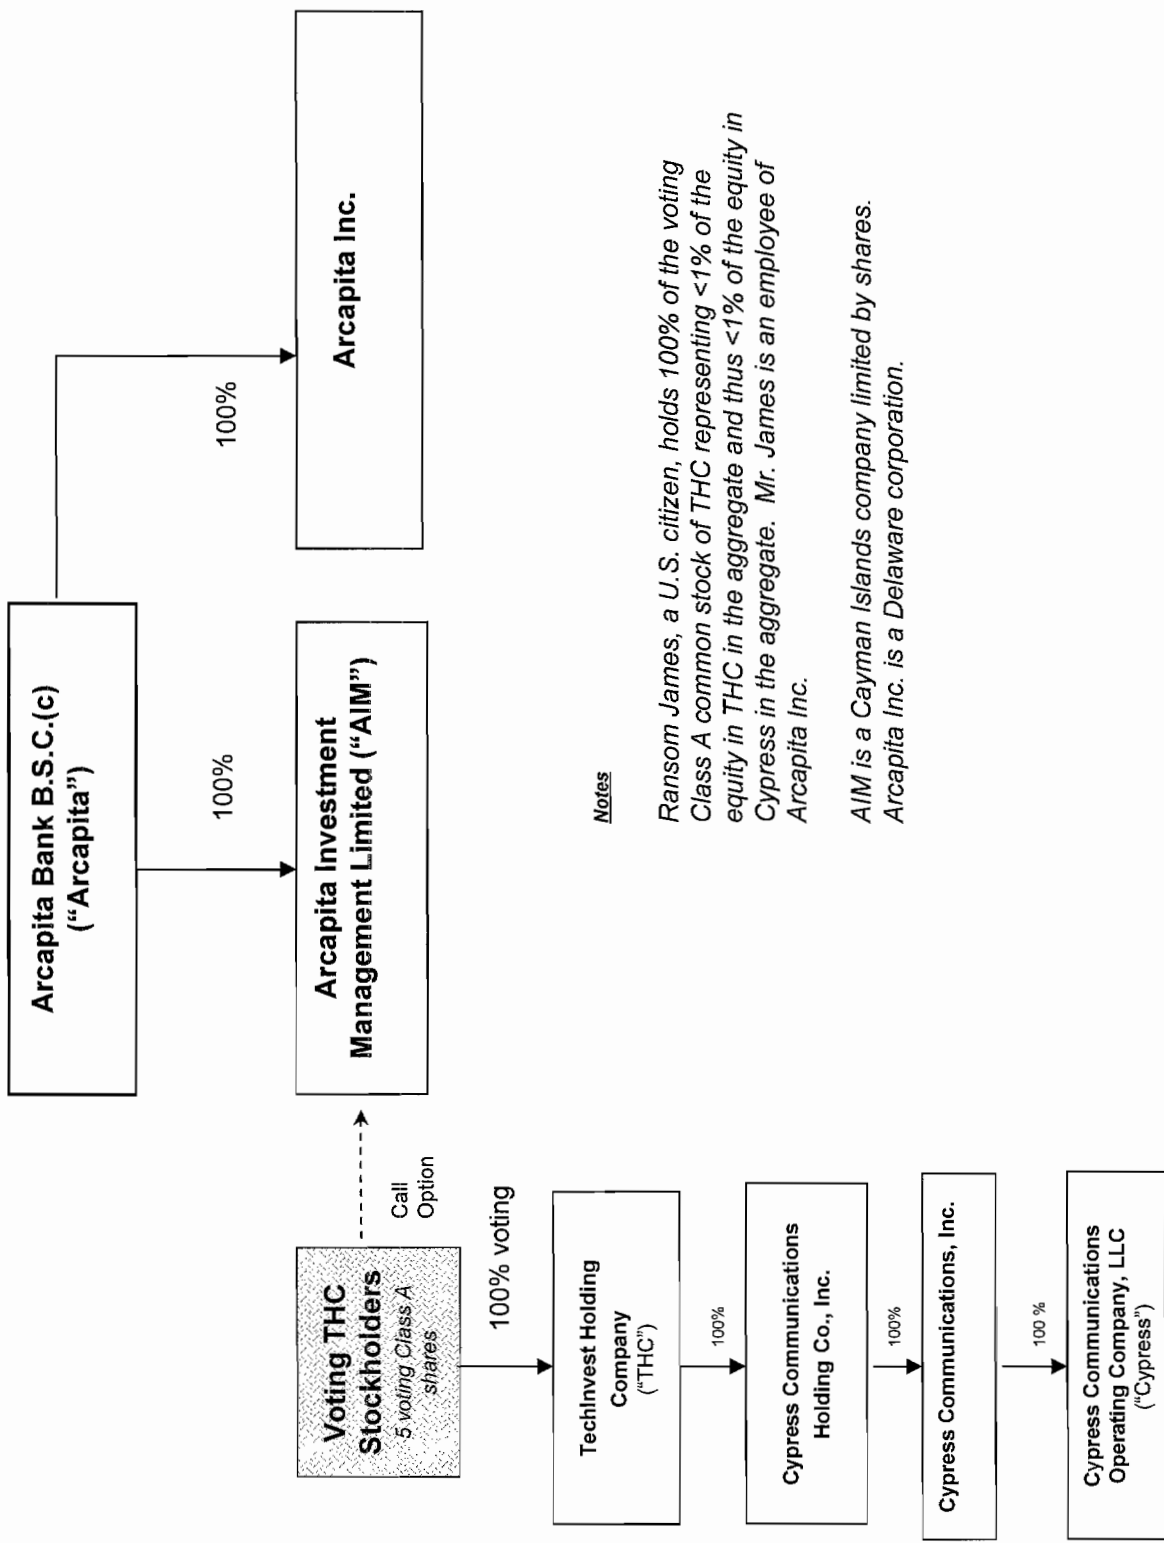 Arcapita Bank B.S.C.(c)
(“Arcapita”)
100%
100%
Arcapita Investment
Management Limited (“AIM”)
Arcapita Inc.
Call
Option
Voting THC
Stockholders
5 voting Class A
shares
100% voting
TechInvest Holding
Company
(“THC”)
100%
Cypress Communications
Holding Co., Inc.
100%
Cypress Communications, Inc.
100 %
Cypress Communications
Operating Company, LLC
(“Cypress”)
Notes
Ransom James, a U.S. citizen, holds 100% of the voting
Class A common stock of THC representing <1% of the
equity in THC in the aggregate and thus <1% of the equity in
Cypress in the aggregate. Mr. James is an employee of
Arcapita Inc.
AIM is a Cayman Islands company limited by shares.
Arcapita Inc. is a Delaware corporation.